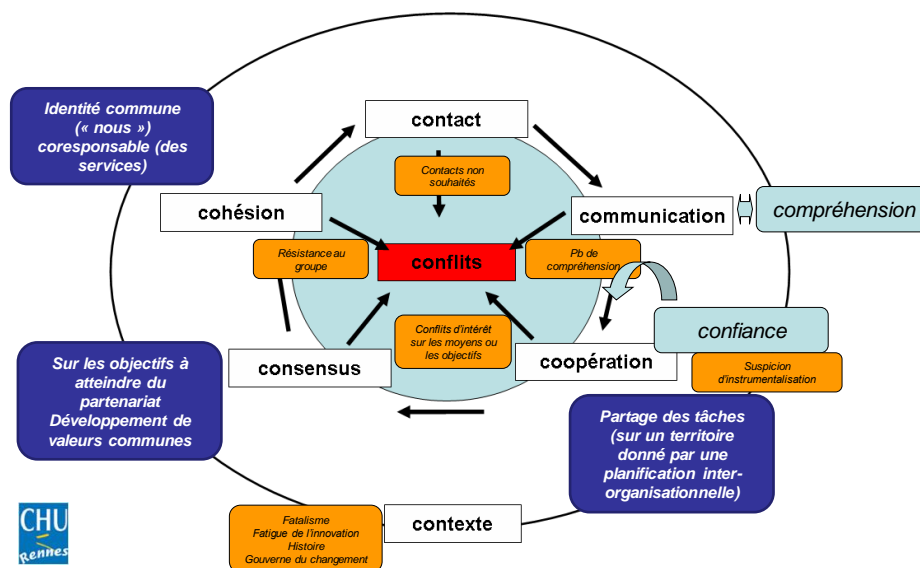 Identité commune
(« nous »)
coresponsable (des
services)
contact
Contacts non
souhaités
cohésion
communication
compréhension
Résistance au
groupe
conflits
Pb de
compréhension
confiance
Conflits d'intérêt
sur les moyens ou
les objectifs
consensus
coopération
Suspicion
d'instrumentalisation
Sur les objectifs à
atteindre du
partenariat
Développement de
valeurs communes
Partage des tâches
(sur un territoire
donné par une
planification inter-
organisationnelle)
Fatalisme
Fatigue de l'innovation
Histoire
Gouverne du changement
contexte
CHU
Rennes